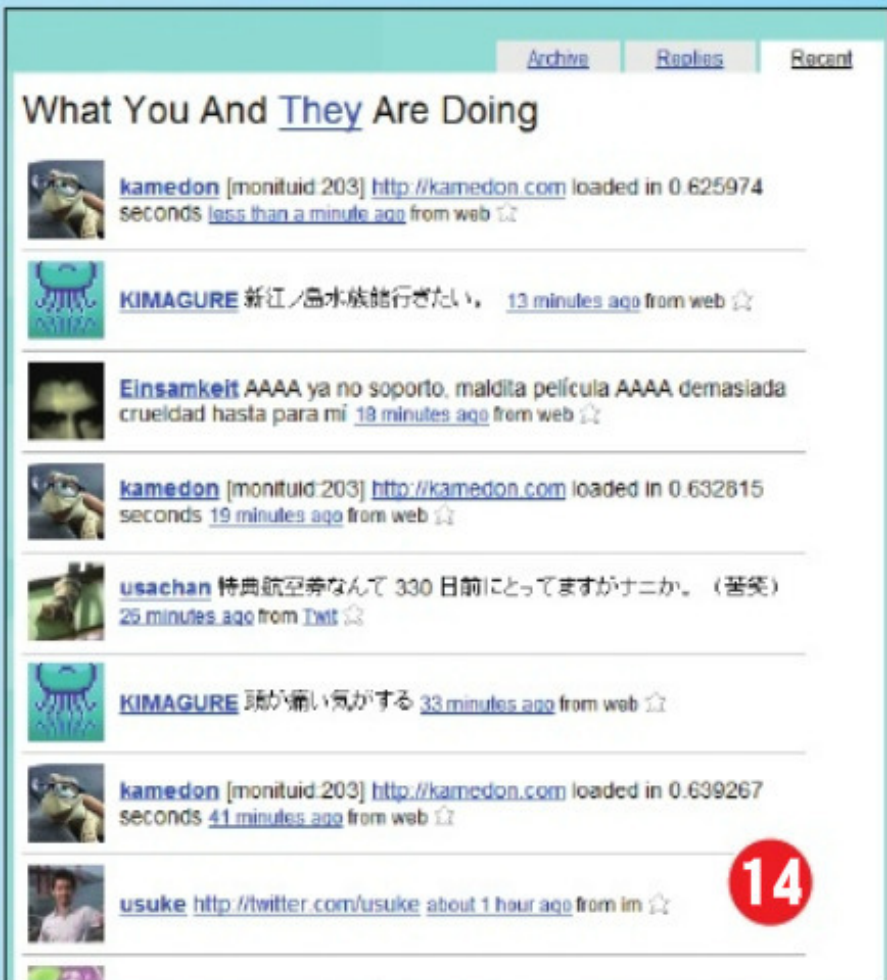 Archive Replies Recent
What You And They Are Doing
kamedon [monituid:203] http://kamedon.com loaded in 0.625974
seconds less than a minute ago from web ☆
KIMAGURE 新江ノ島水族館行きたい。 13 minutes ago from web ☆
Einsamkeit AAAA ya no soporto, maldita película AAAA demasiada
crueldad hasta para mí 18 minutes ago from web ☆
kamedon [monituid:203] http://kamedon.com loaded in 0.632815
seconds 19 minutes ago from web ☆
usachan 特典航空券なんて 330 日前にとってますがナニか。（苦笑）
26 minutes ago from Twit ☆
KIMAGURE 頭が痛い気がする 33 minutes ago from web ☆
kamedon [monituid:203] http://kamedon.com loaded in 0.639267
seconds 41 minutes ago from web ☆
usuke http://twitter.com/usuke about 1 hour ago from im ☆
14